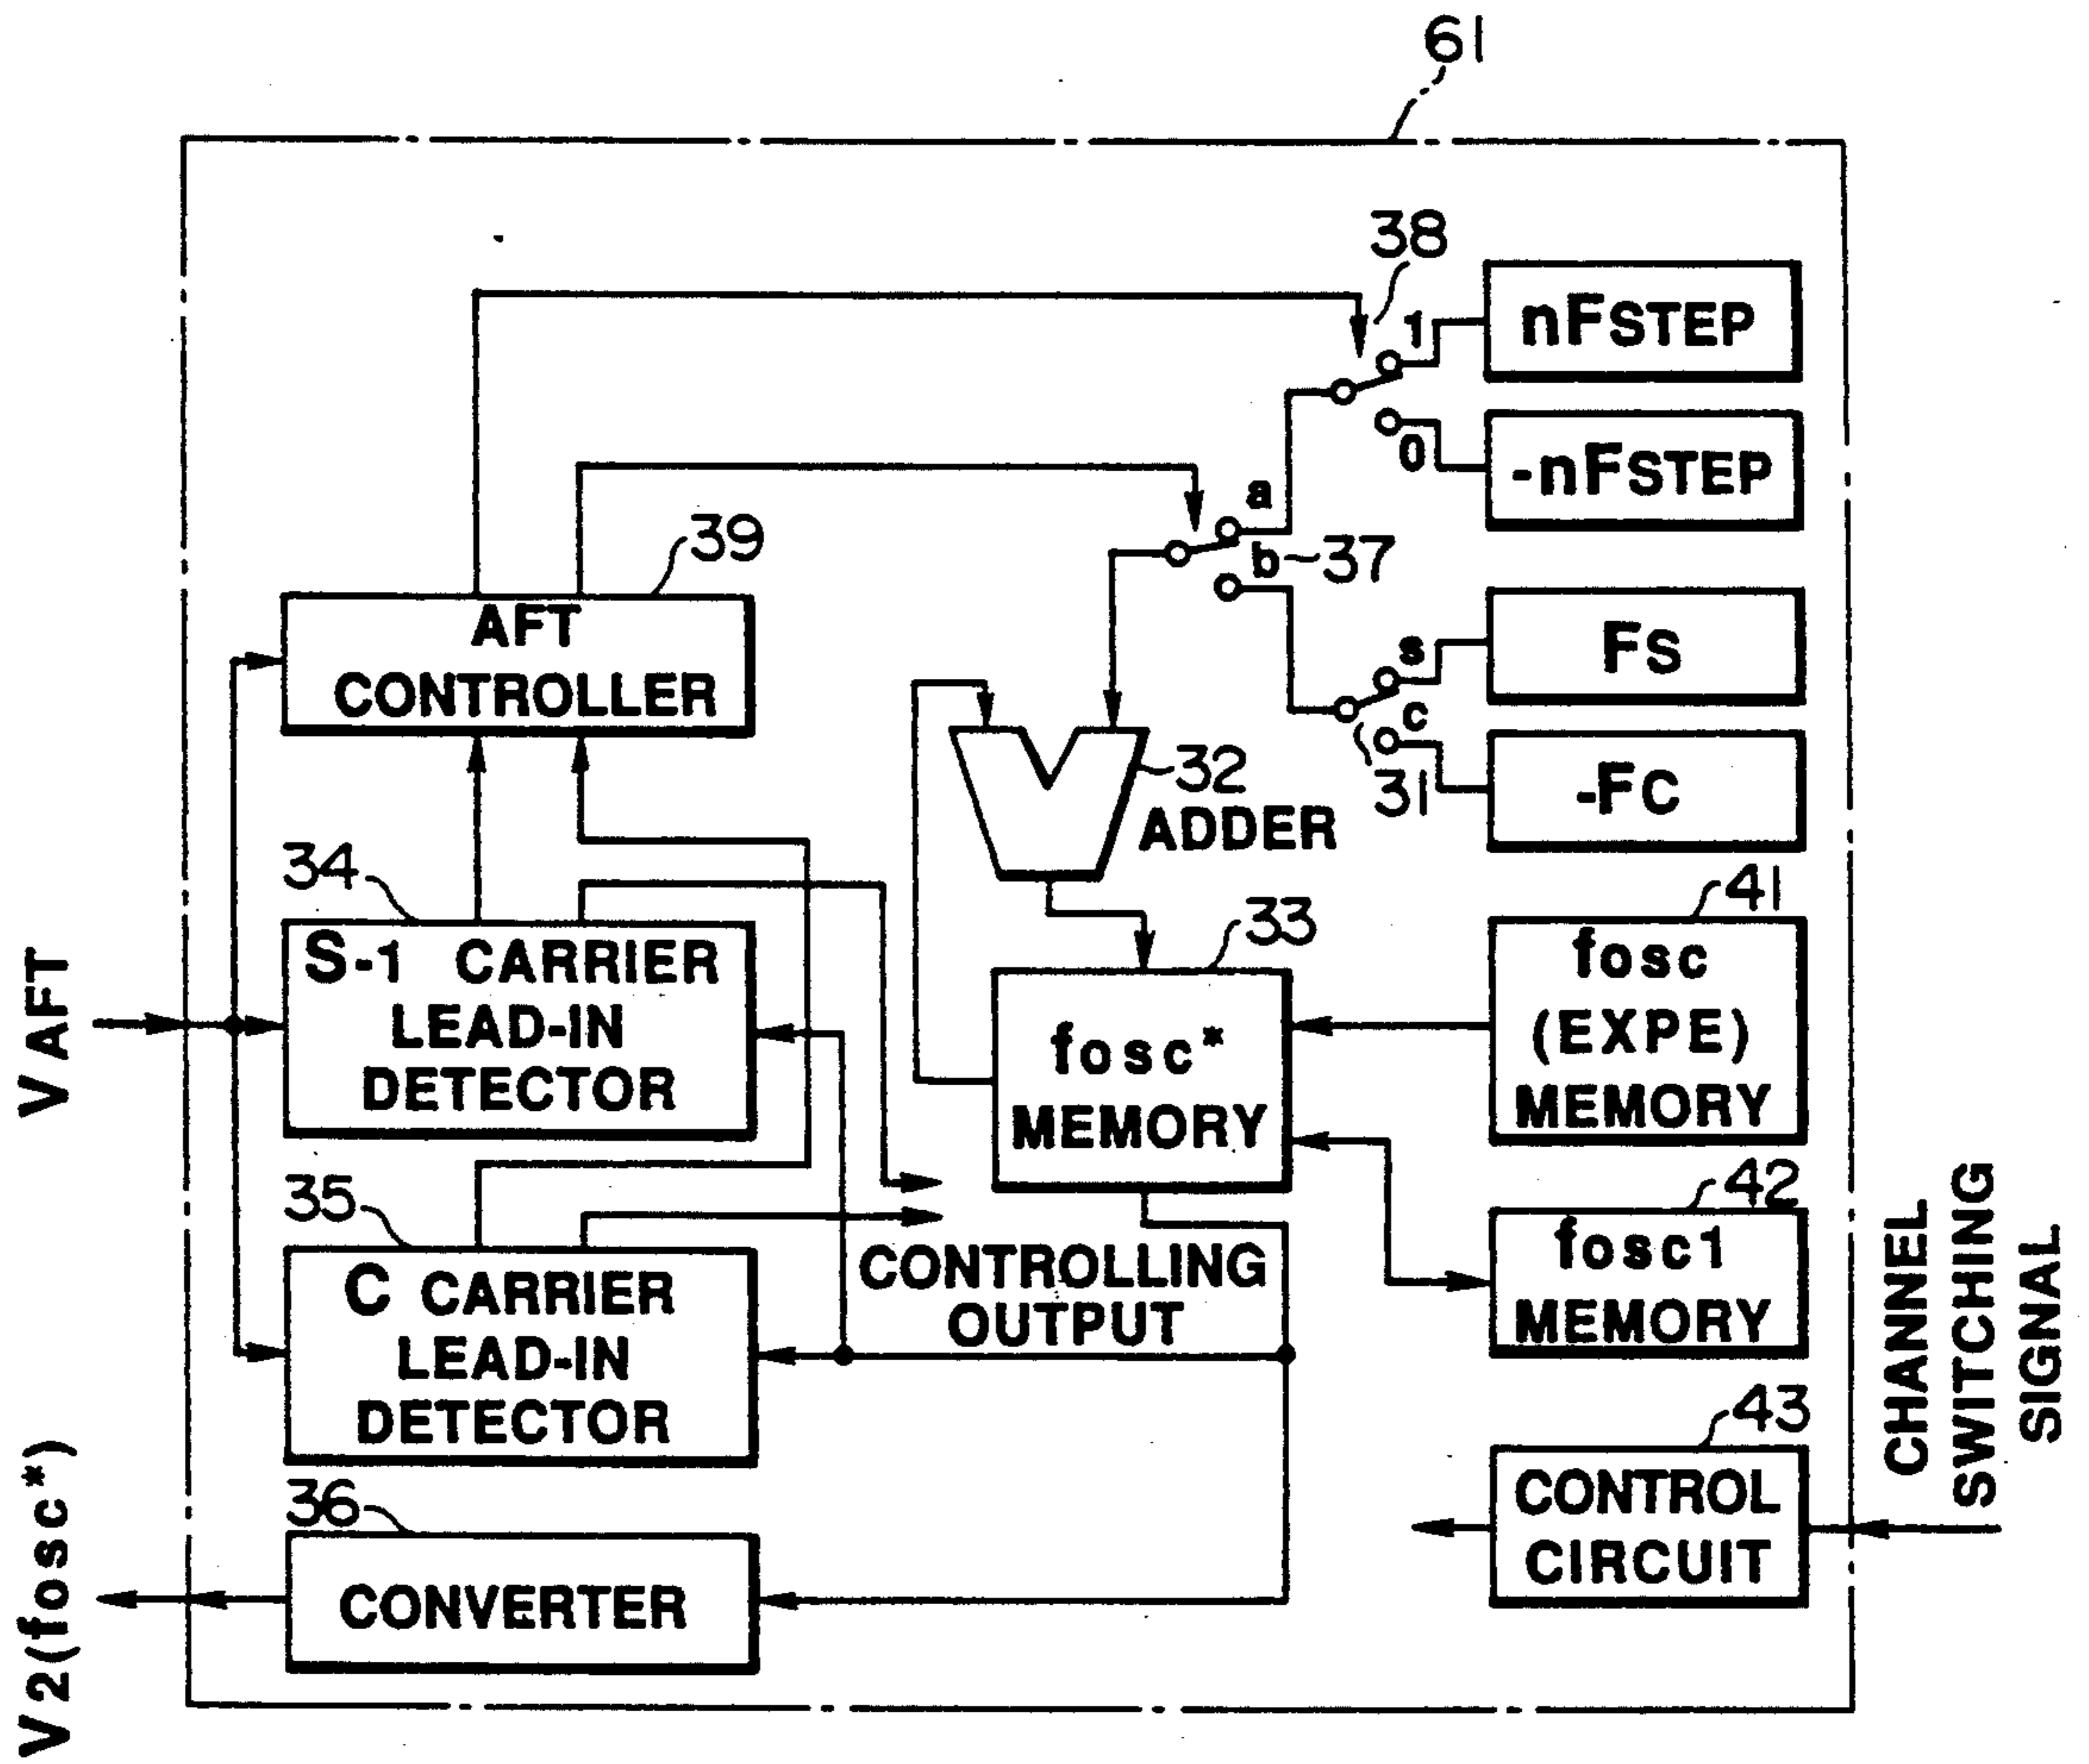 61
38
1
nFSTEP
0
-nFSTEP
a
b
37
39
AFT
CONTROLLER
s
FS
c
31
-FC
32
ADDER
34
S-1 CARRIER
LEAD-IN
DETECTOR
33
fosc*
MEMORY
41
fosc
(EXPE)
MEMORY
VAFT
35
C CARRIER
LEAD-IN
DETECTOR
CONTROLLING
OUTPUT
42
fosc1
MEMORY
CHANNEL
SWITCHING
SIGNAL
43
CONTROL
CIRCUIT
36
CONVERTER
V2(fosc*)